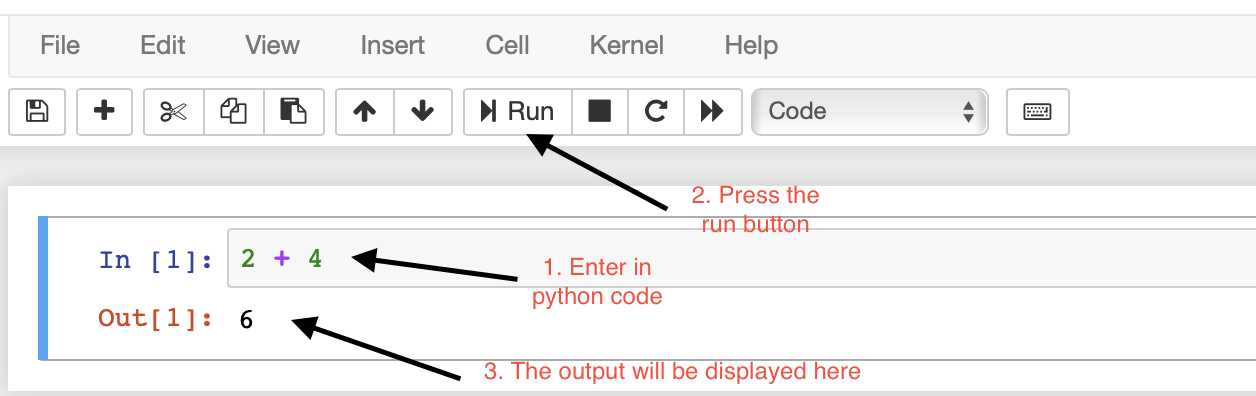 File Edit View Insert Cell Kernel Help
Run Code
2. Press the
run button
In [1]: 2 + 4
1. Enter in
python code
Out[1]: 6
3. The output will be displayed here